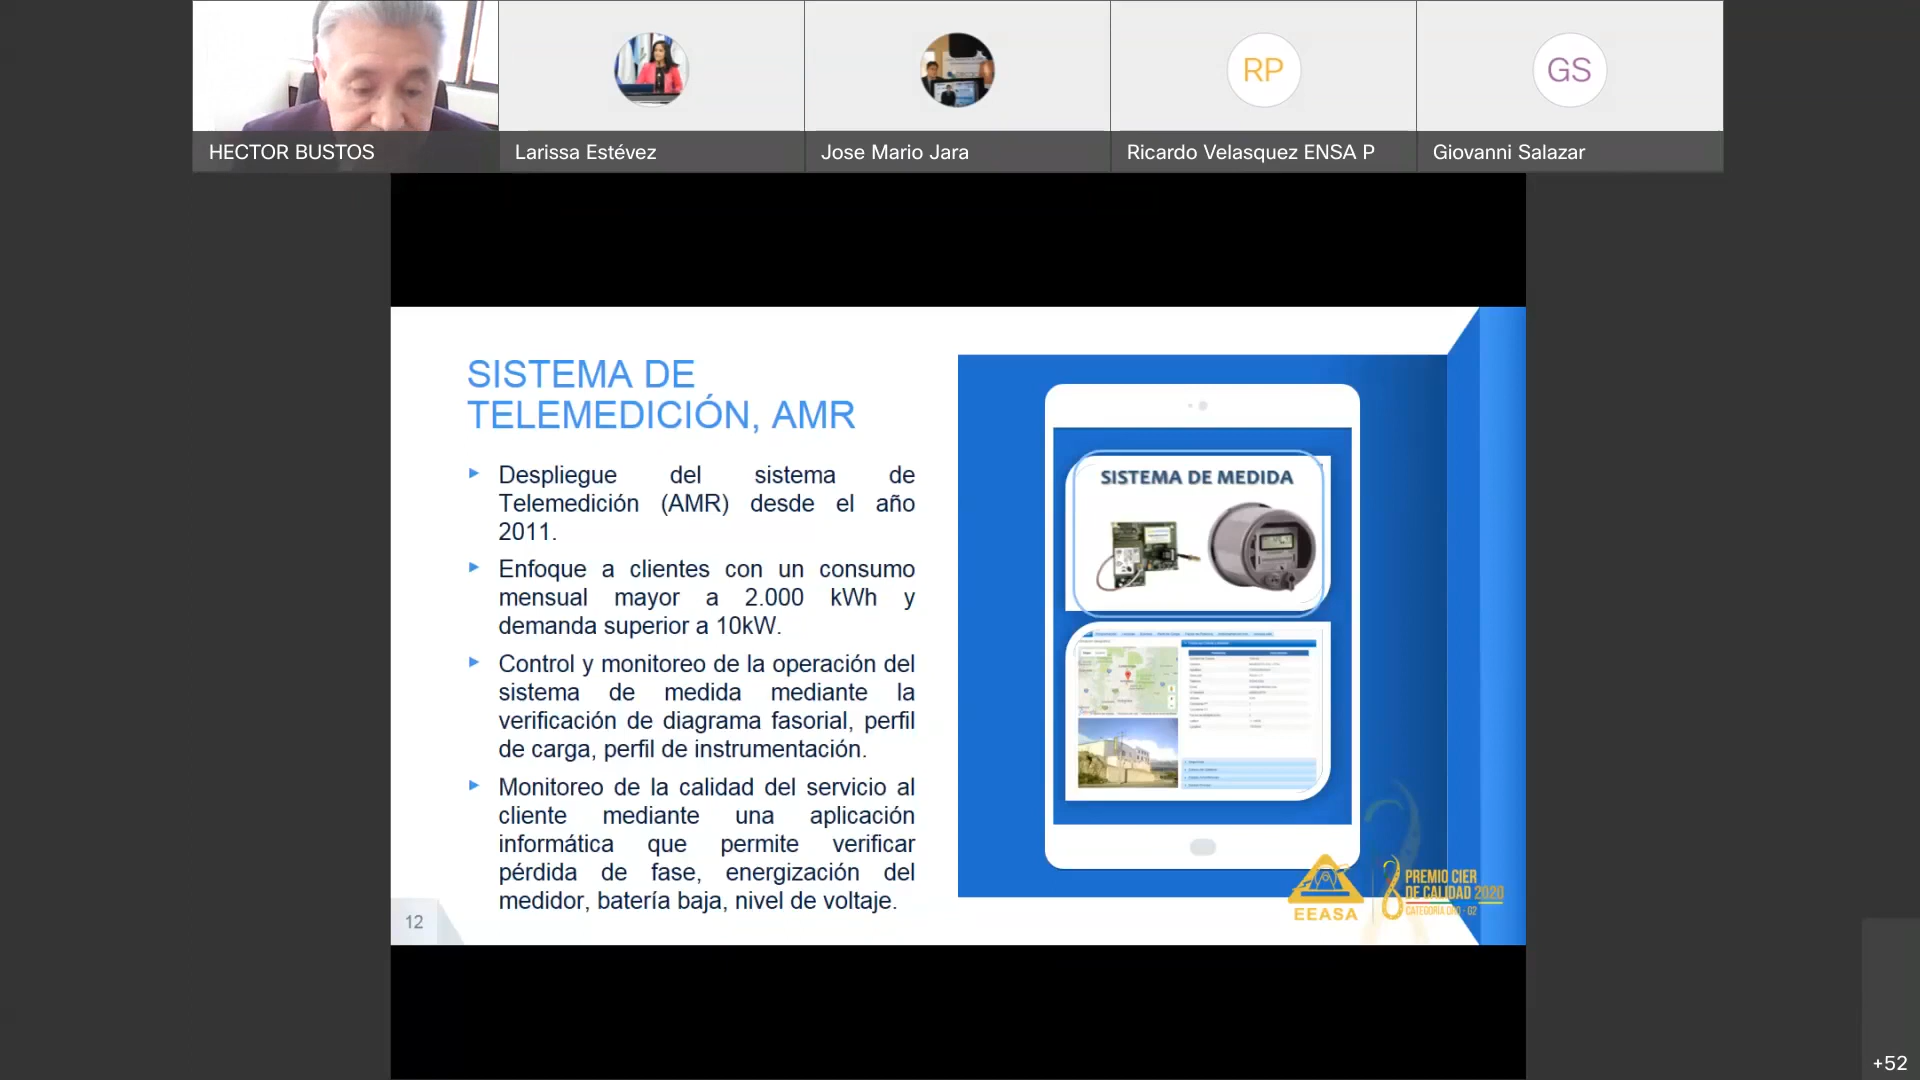 RP
GS
HECTOR BUSTOS
Larissa Estévez
Jose Mario Jara
Ricardo Velasquez ENSA P
Giovanni Salazar
SISTEMA DE
TELEMEDICIÓN, AMR
Despliegue del sistema de
Telemedición (AMR) desde el año
2011.
Enfoque a clientes con un consumo
mensual mayor a 2.000 kWh y
demanda superior a 10kW.
Control y monitoreo de la operación del
sistema de medida mediante la
verificación de diagrama fasorial, perfil
de carga, perfil de instrumentación.
Monitoreo de la calidad del servicio al
cliente mediante una aplicación
informática que permite verificar
pérdida de fase, energización del
medidor, batería baja, nivel de voltaje.
SISTEMA DE MEDIDA
EEASA
PREMIO CIER
DE CALIDAD 2020
CATEGORIA ORO - D2
12
+52